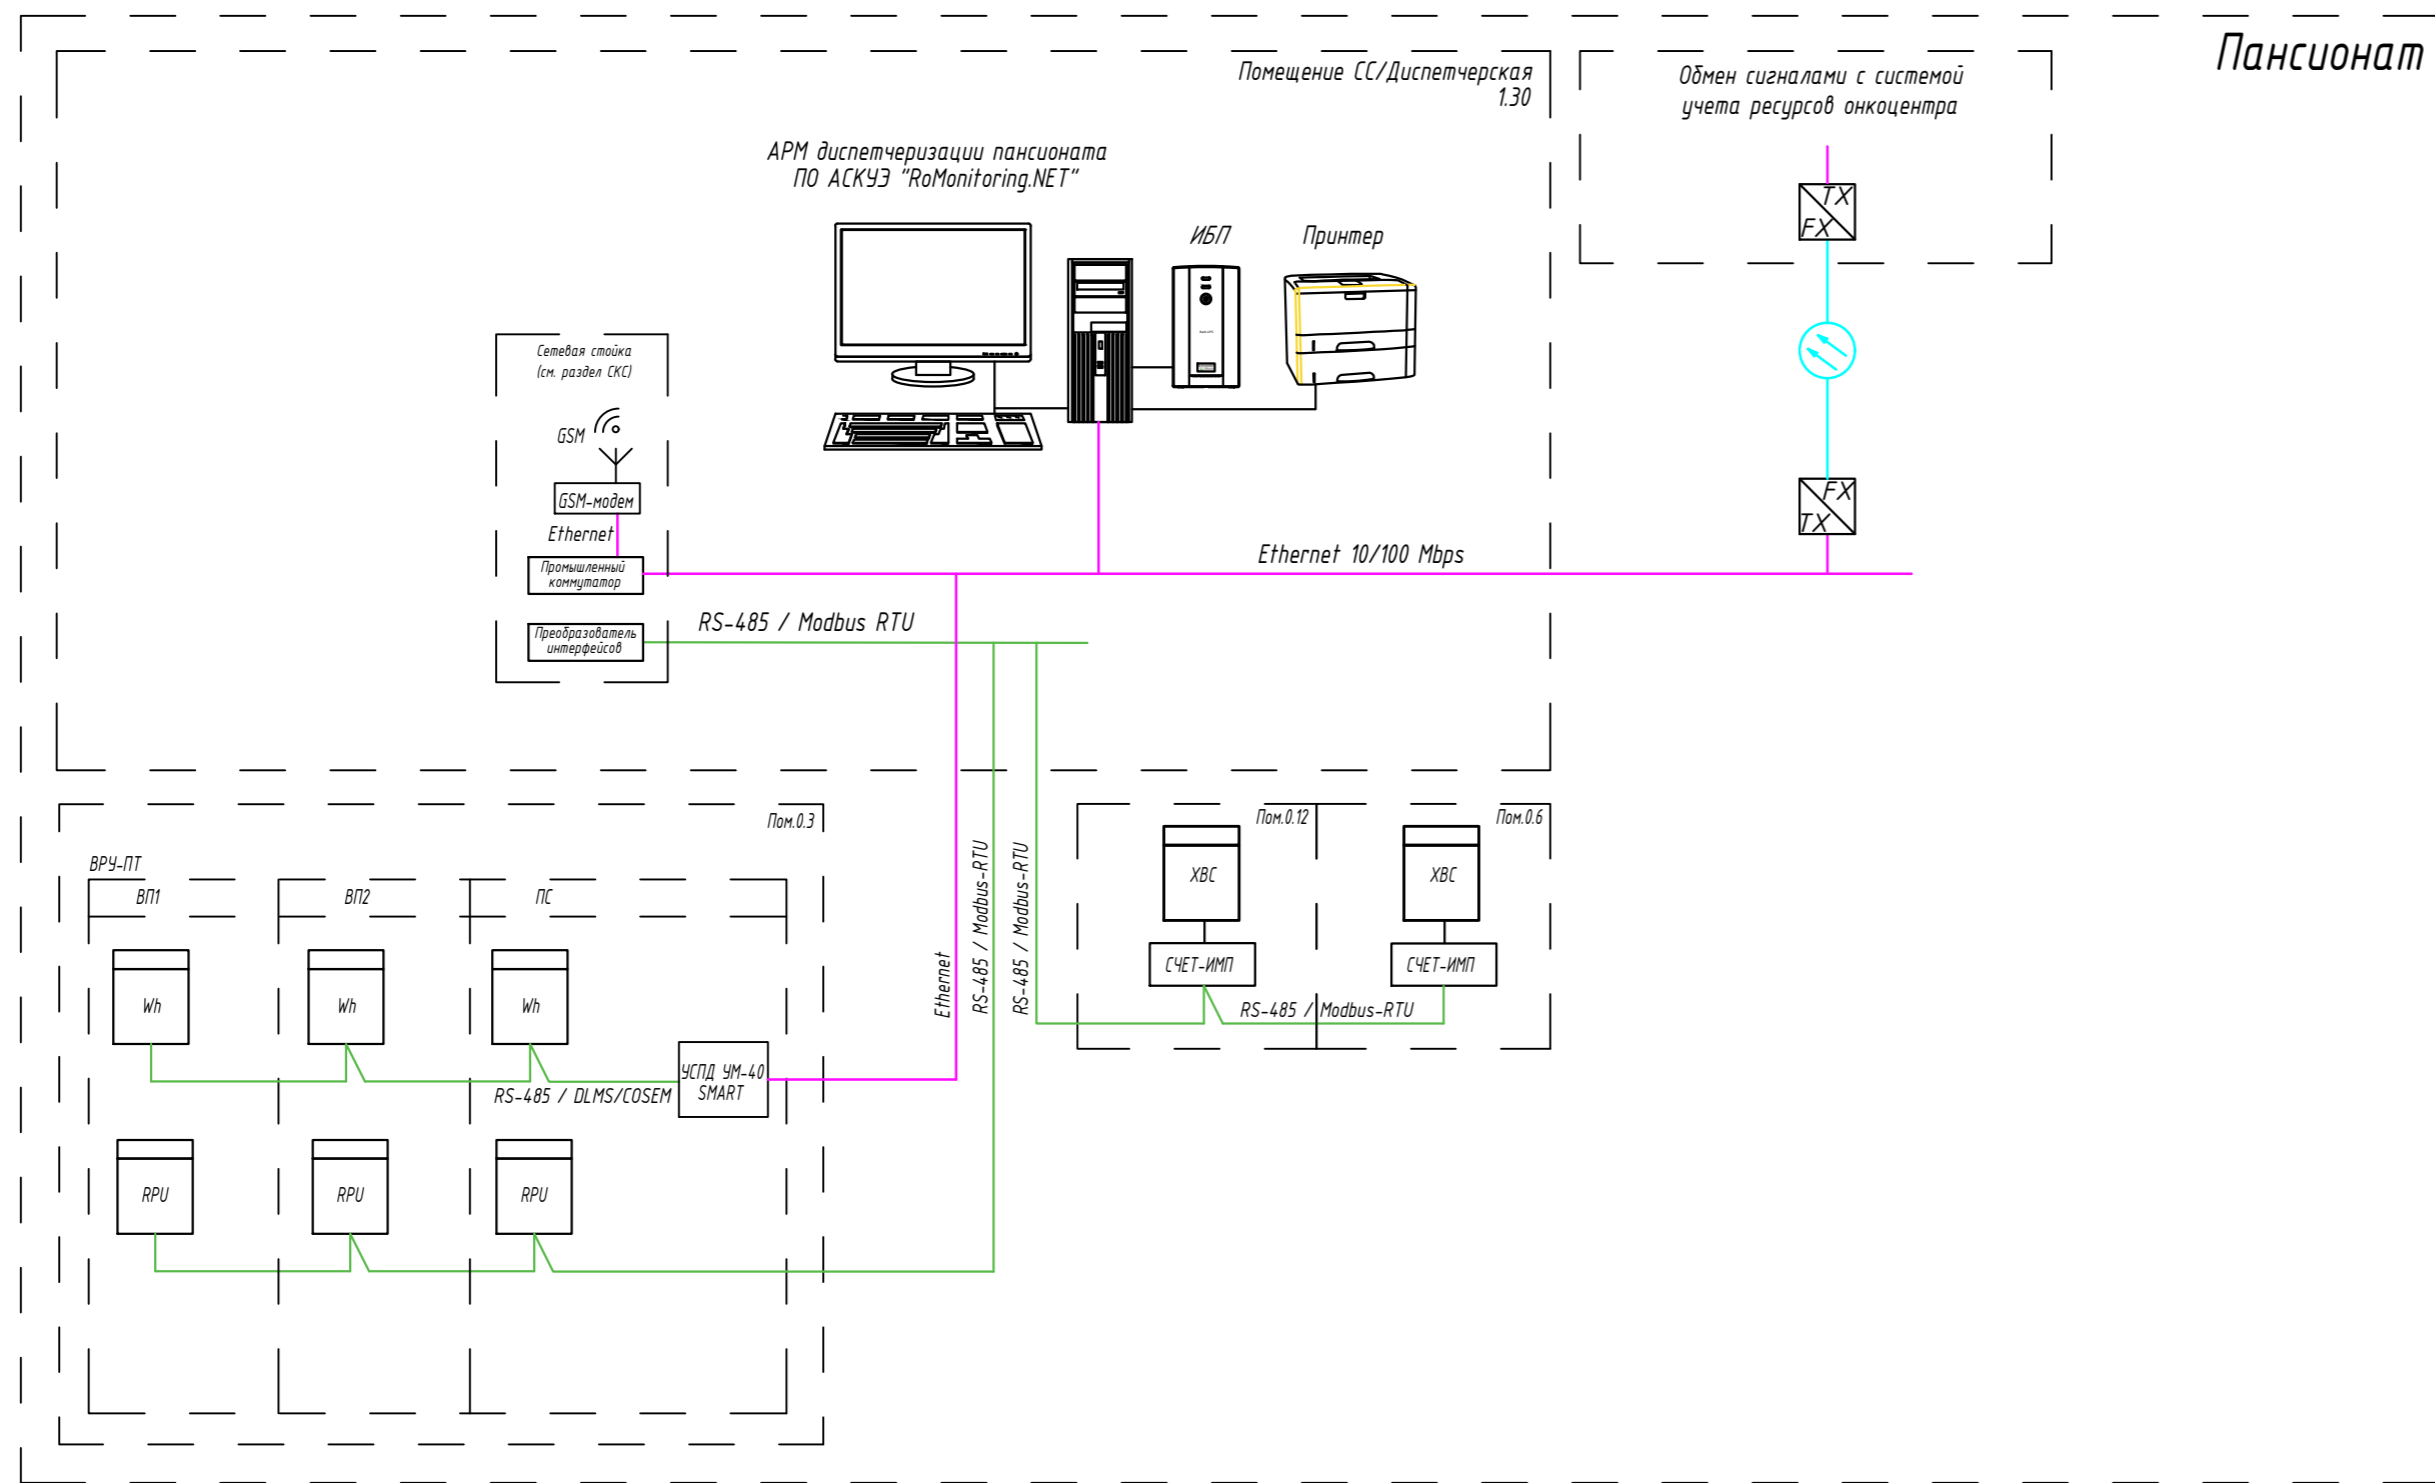 Пансионат
Помещение СС/Диспетчерская
1.30
Обмен сигналами с системой
учета ресурсов онкоцентра
АРМ диспетчеризации пансионата
ПО АСКУЭ "RoMonitoring.NET"
ИБП
Принтер
TX
FX
Сетевая стойка
(см. раздел СКС)
GSM
GSM-модем
Ethernet
Промышленный
коммутатор
FX
TX
Ethernet 10/100 Mbps
Преобразователь
интерфейсов
RS-485 / Modbus RTU
Пом.0.3
ВРУ-ПТ
ВП1
ВП2
ПС
Wh
Wh
Wh
УСПД УМ-40
SMART
RS-485 / DLMS/COSEM
RPU
RPU
RPU
Ethernet
RS-485 / Modbus-RTU
RS-485 / Modbus-RTU
Пом.0.12
Пом.0.6
ХВС
ХВС
СЧЕТ-ИМП
СЧЕТ-ИМП
RS-485 / Modbus-RTU